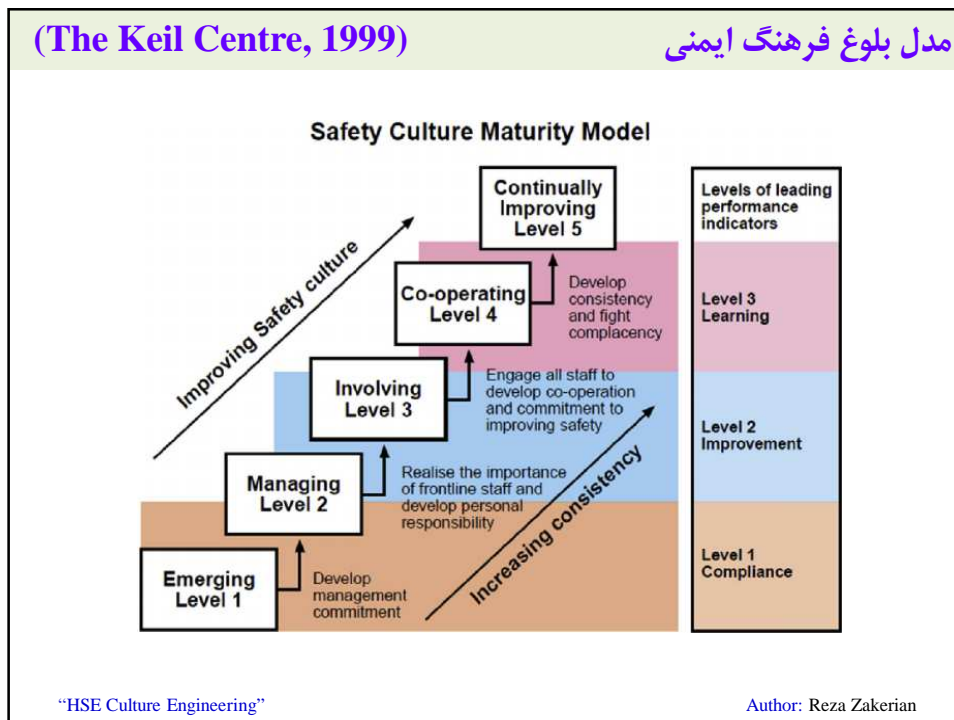 (The Keil Centre, 1999)
مدل بلوغ فرهنگ ایمنی
Safety Culture Maturity Model
Improving Safety culture
Continually
Improving
Level 5
Develop
consistency
and fight
complacency
Co-operating
Level 4
Engage all staff to
develop co-operation
and commitment to
improving safety
Involving
Level 3
Realise the importance
of frontline staff and
develop personal
responsibility
Managing
Level 2
Develop
management
commitment
Emerging
Level 1
Increasing consistency
Levels of leading
performance
indicators
Level 3
Learning
Level 2
Improvement
Level 1
Compliance
“HSE Culture Engineering”
Author: Reza Zakerian